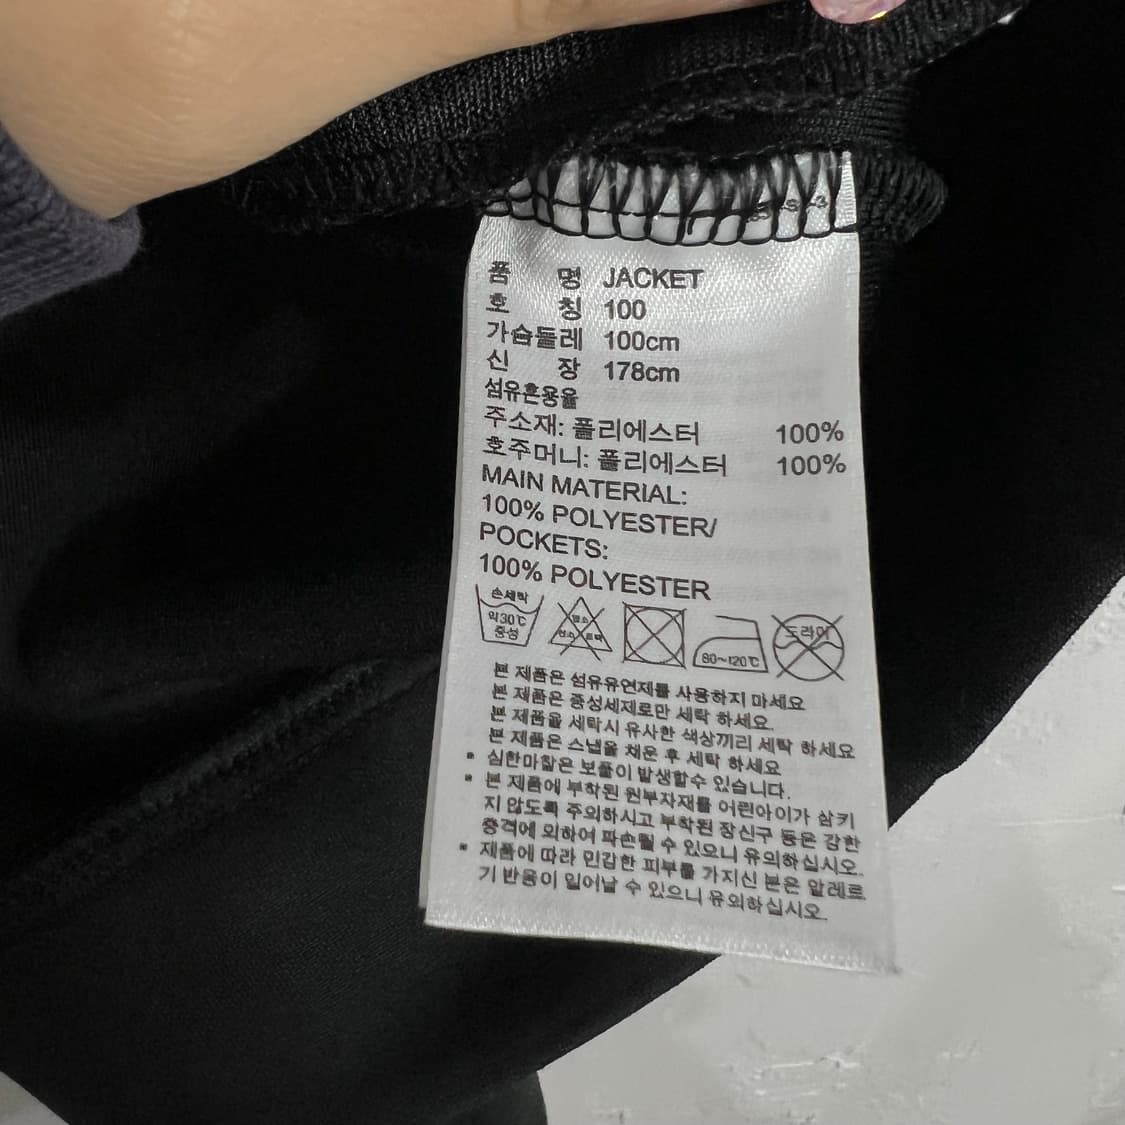 품 명 JACKET
호 칭 100
가슴둘레 100cm
신 장 178cm
섬유혼용율
주소재: 폴리에스터 100%
호주머니: 폴리에스터 100%
MAIN MATERIAL:
100% POLYESTER/
POCKETS:
100% POLYESTER
손세탁
약30℃
중성
염소
산소 표백
80~120℃
드라이
본 제품은 섬유유연제를 사용하지 마세요
본 제품은 중성세제로만 세탁 하세요.
본 제품을 세탁시 유사한 색상끼리 세탁 하세요
본 제품은 스냅을 채운 후 세탁 하세요
▪ 심한마찰은 보풀이 발생할수 있습니다.
▪ 본 제품에 부착된 원부자재를 어린아이가 삼키
지 않도록 주의하시고 부착된 장신구 등은 강한
충격에 의하여 파손될 수 있으니 유의하십시오.
▪ 제품에 따라 민감한 피부를 가지신 분은 알레르
기 반응이 일어날 수 있으니 유의하십시오.